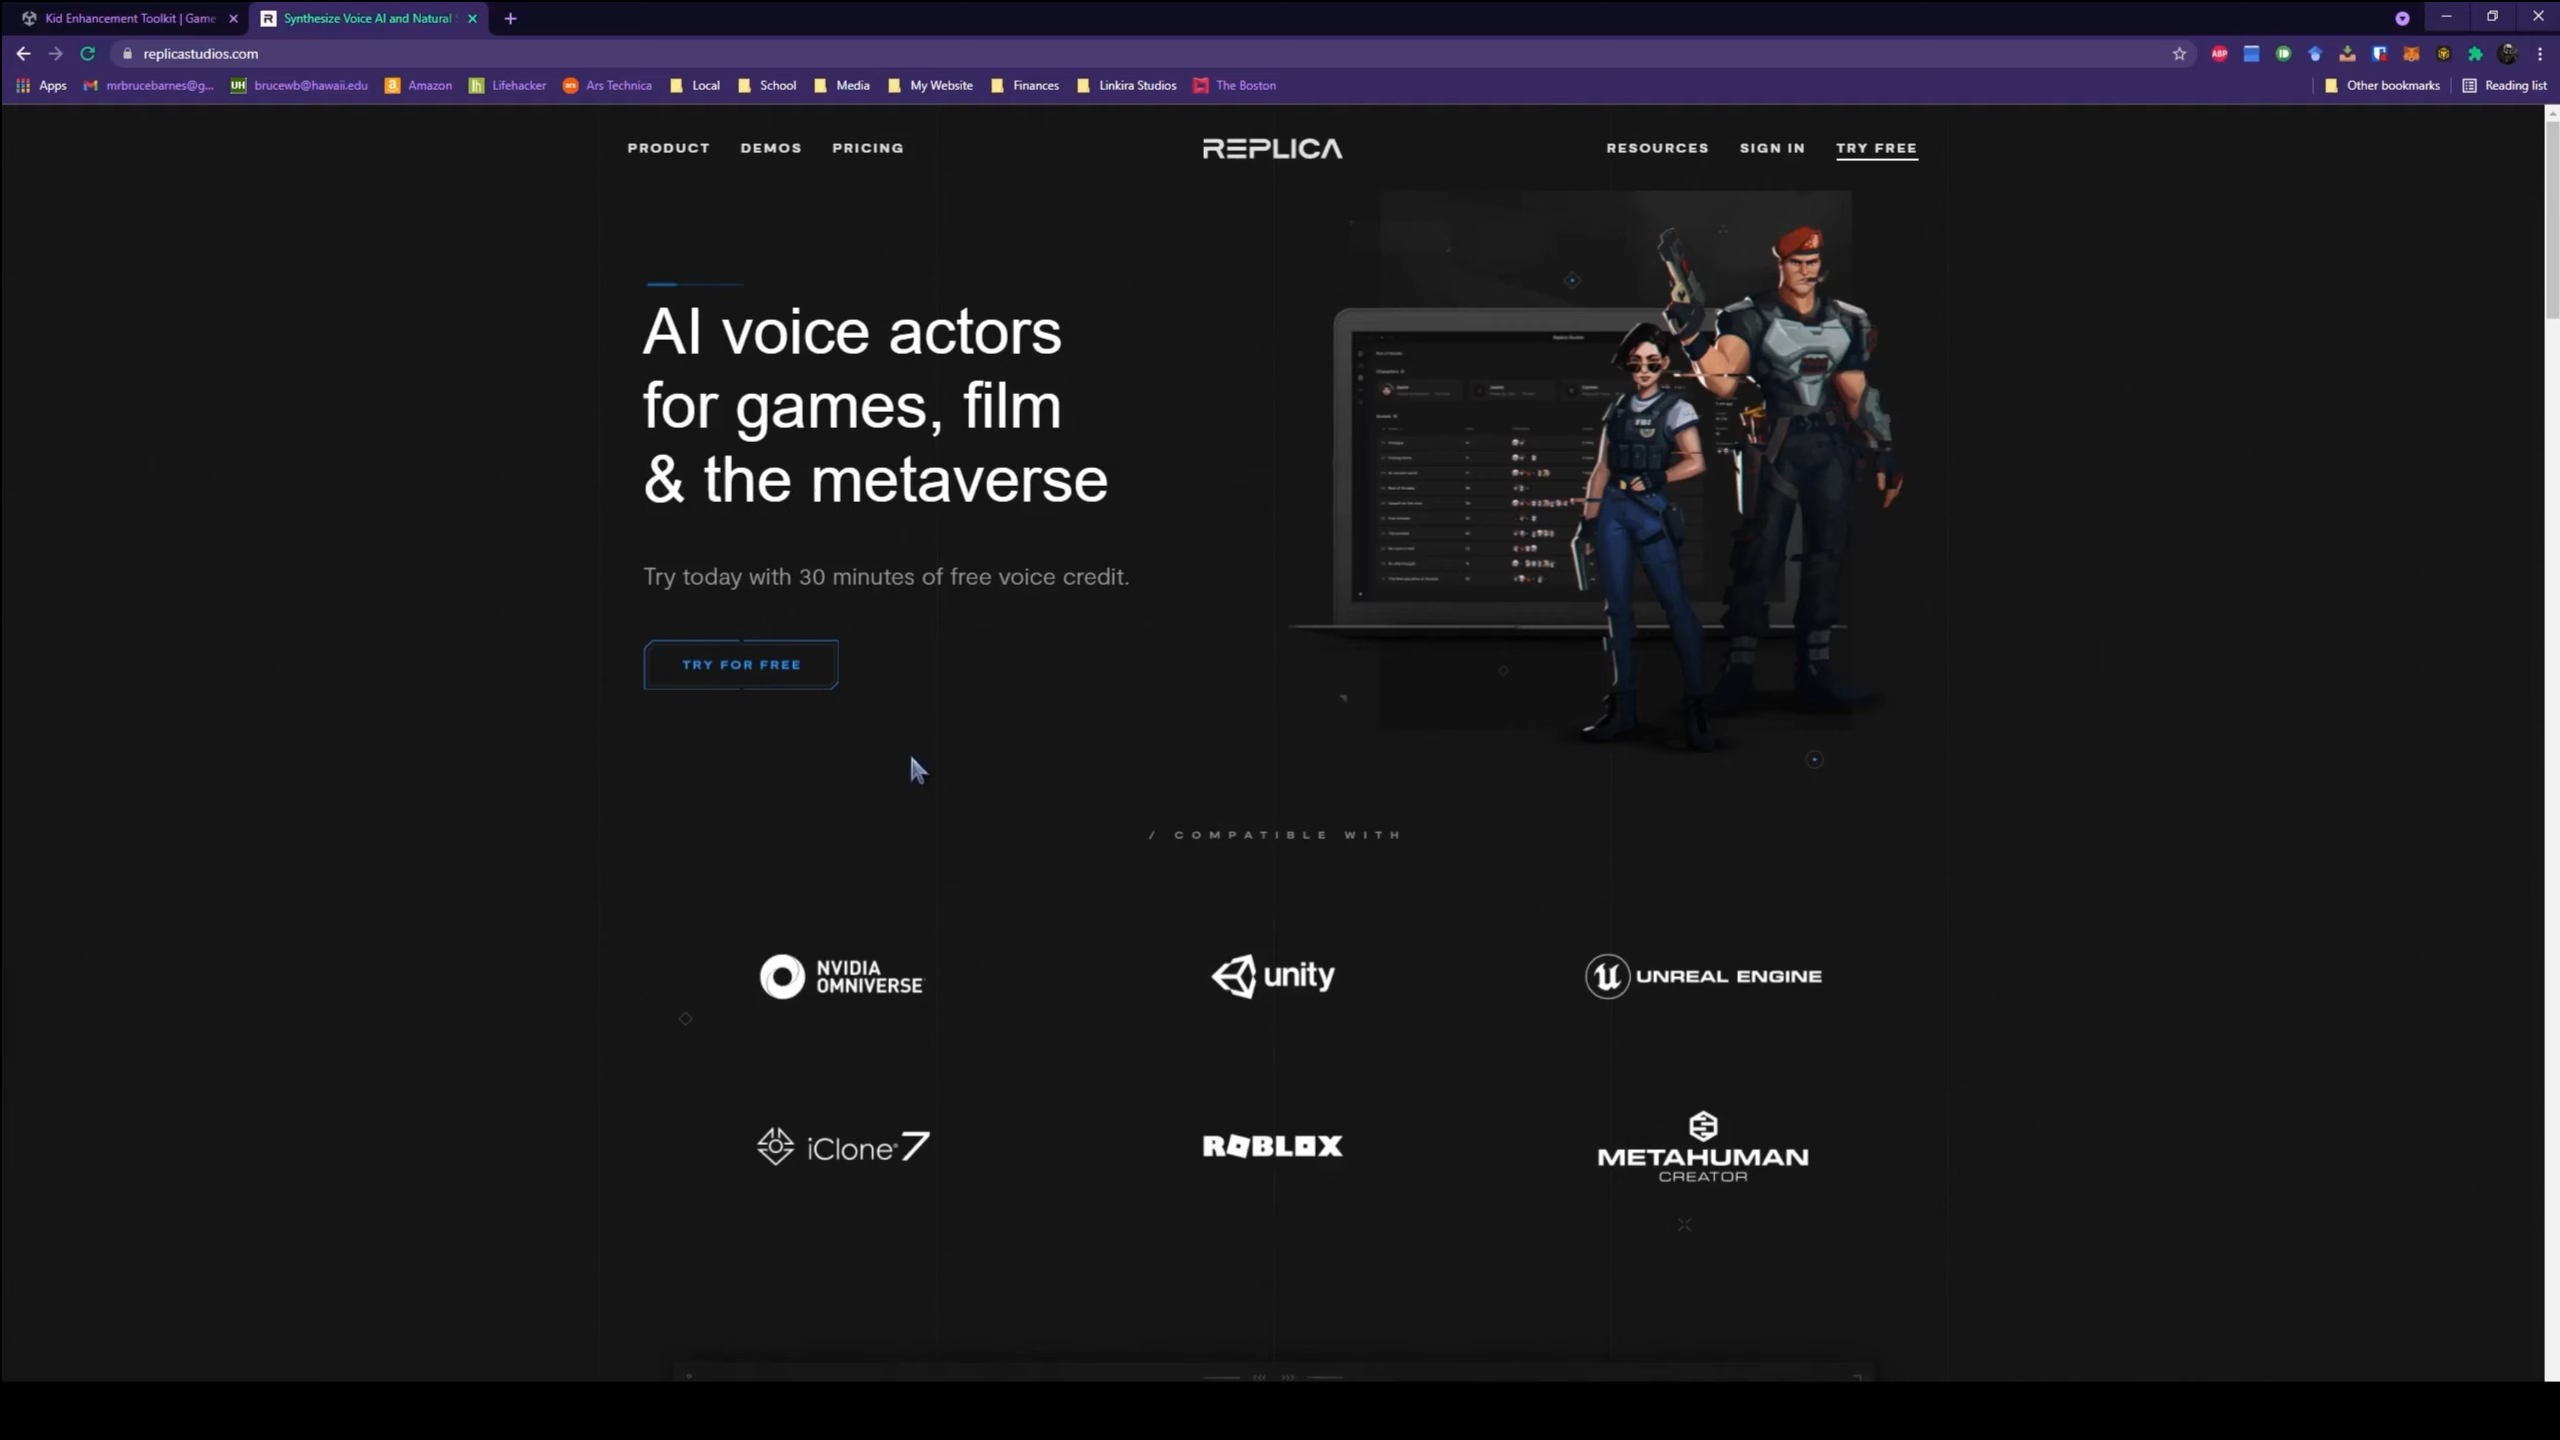 Kid Enhancement Toolkit | Game
Synthesize Voice AI and Natural
replicastudios.com
ABP
Apps
mrbrucebarnes@g...
UH
brucewb@hawaii.edu
Amazon
Lifehacker
Ars Technica
Local
School
Media
My Website
Finances
Linkira Studios
The Boston
Other bookmarks
Reading list
PRODUCT
DEMOS
PRICING
REPLICA
RESOURCES
SIGN IN
TRY FREE
AI voice actors
for games, film
& the metaverse
Try today with 30 minutes of free voice credit.
TRY FOR FREE
FBI
/ COMPATIBLE WITH
NVIDIA
OMNIVERSE
unity
UNREAL ENGINE
iClone 7
ROBLOX
METAHUMAN
CREATOR